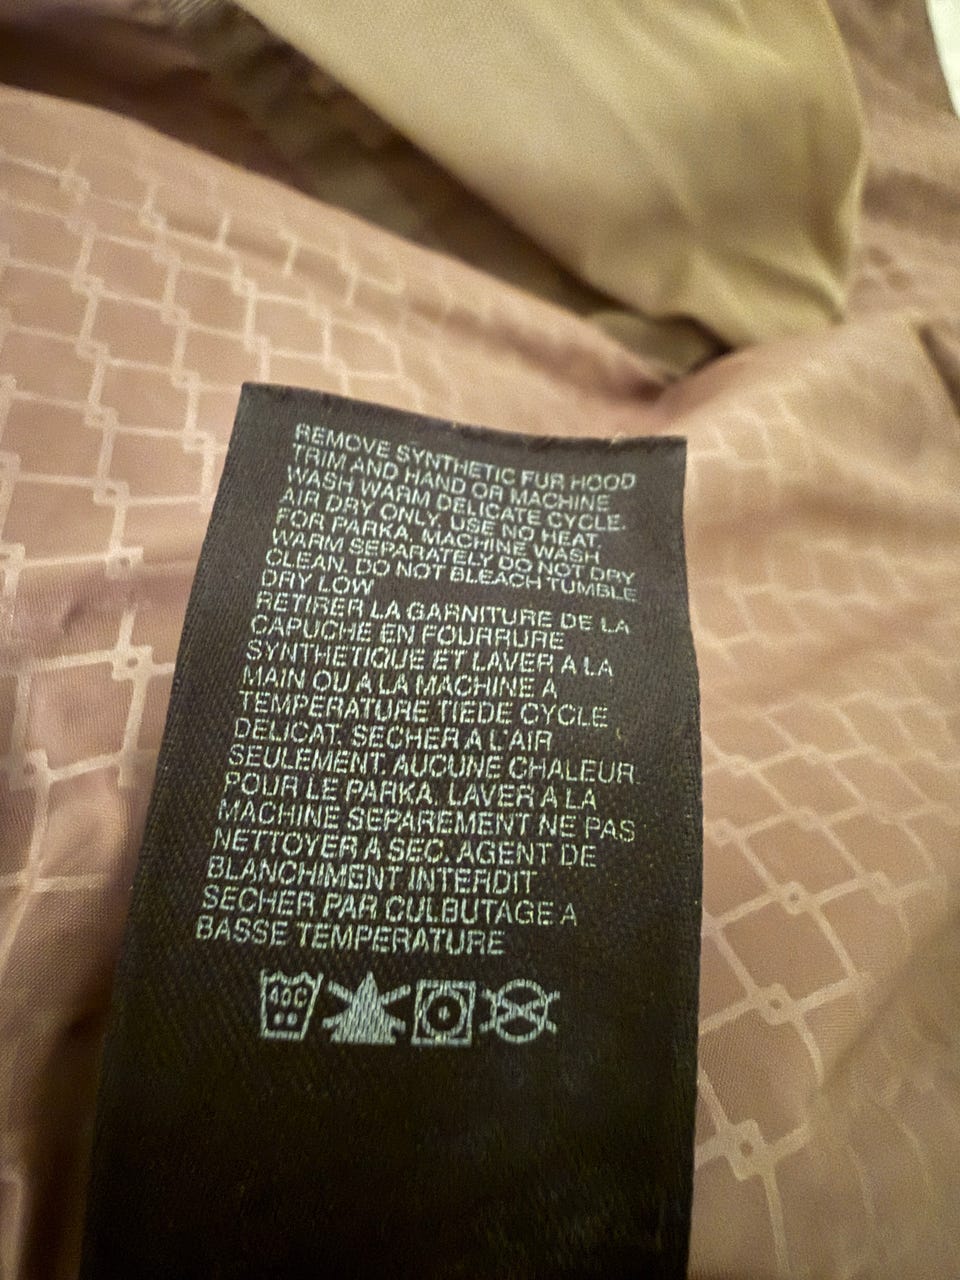 REMOVE SYNTHETIC FUR HOOD
TRIM AND HAND OR MACHINE
WASH WARM DELICATE CYCLE.
AIR DRY ONLY, USE NO HEAT
FOR PARKA, MACHINE WASH
WARM SEPARATELY DO NOT DRY
CLEAN. DO NOT BLEACH TUMBLE
DRY LOW
RETIRER LA GARNITURE DE LA
CAPUCHE EN FOURRURE
SYNTHETIQUE ET LAVER A LA
MAIN OU A LA MACHINE A
TEMPERATURE TIEDE CYCLE
DELICAT. SECHER A L'AIR
SEULEMENT. AUCUNE CHALEUR
POUR LE PARKA, LAVER A LA
MACHINE SEPAREMENT NE PAS
NETTOYER A SEC. AGENT DE
BLANCHIMENT INTERDIT
SECHER PAR CULBUTAGE A
BASSE TEMPERATURE
40C